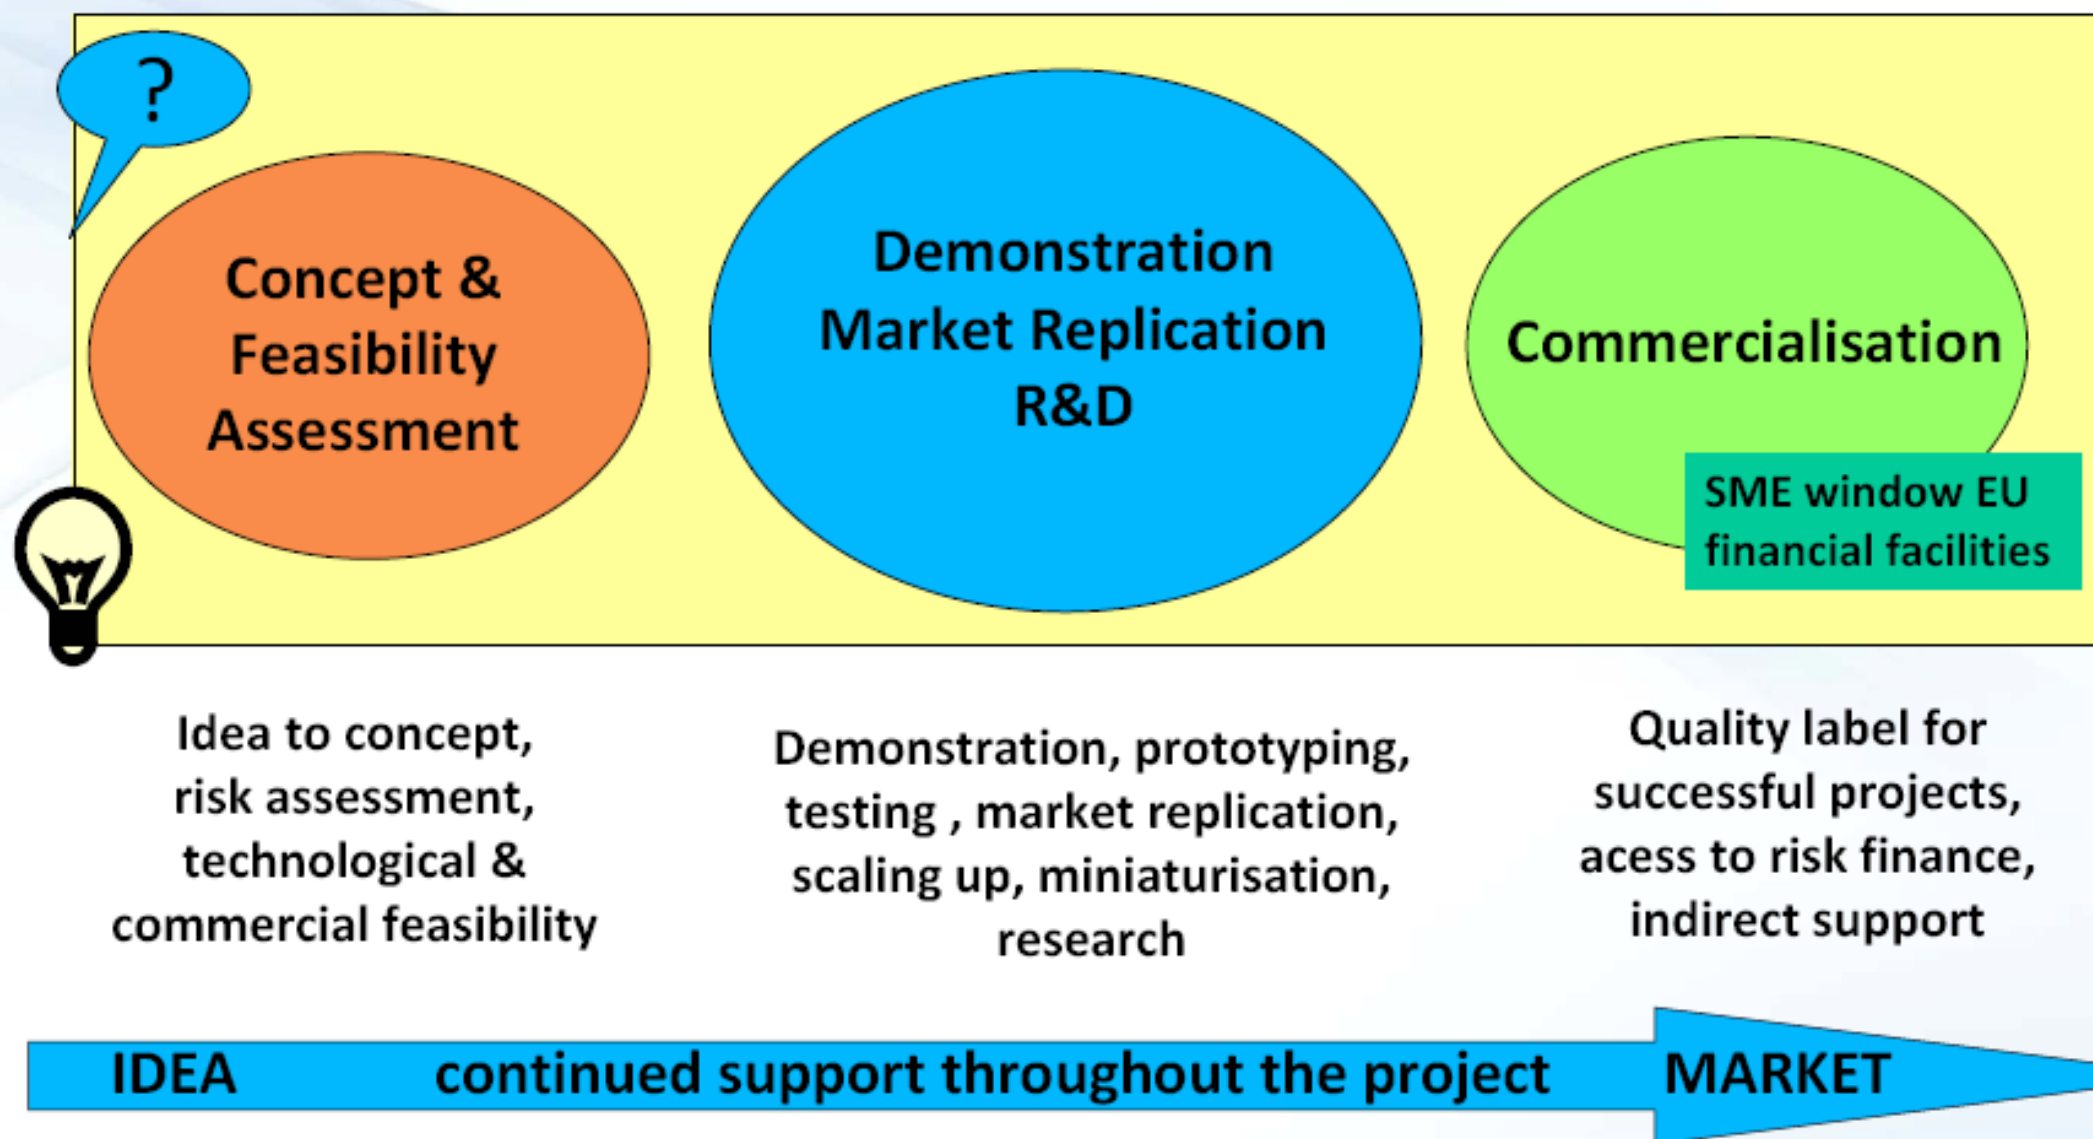 ?
Concept &
Feasibility
Assessment
Demonstration
Market Replication
R&D
Commercialisation
SME window EU
financial facilities
Idea to concept,
risk assessment,
technological &
commercial feasibility
Demonstration, prototyping,
testing , market replication,
scaling up, miniaturisation,
research
Quality label for
successful projects,
acess to risk finance,
indirect support
IDEA continued support throughout the project MARKET